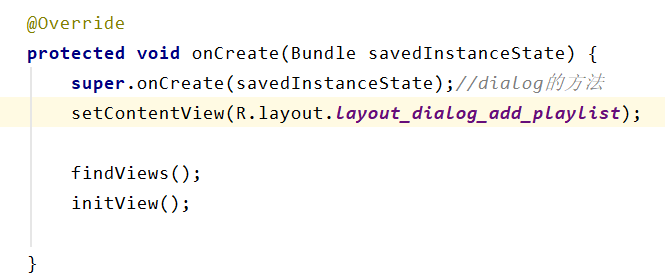 @Override
protected void onCreate(Bundle savedInstanceState) {
super.onCreate(savedInstanceState);//dialog的方法
setContentView(R.layout.layout_dialog_add_playlist);
findViews();
initView();
}